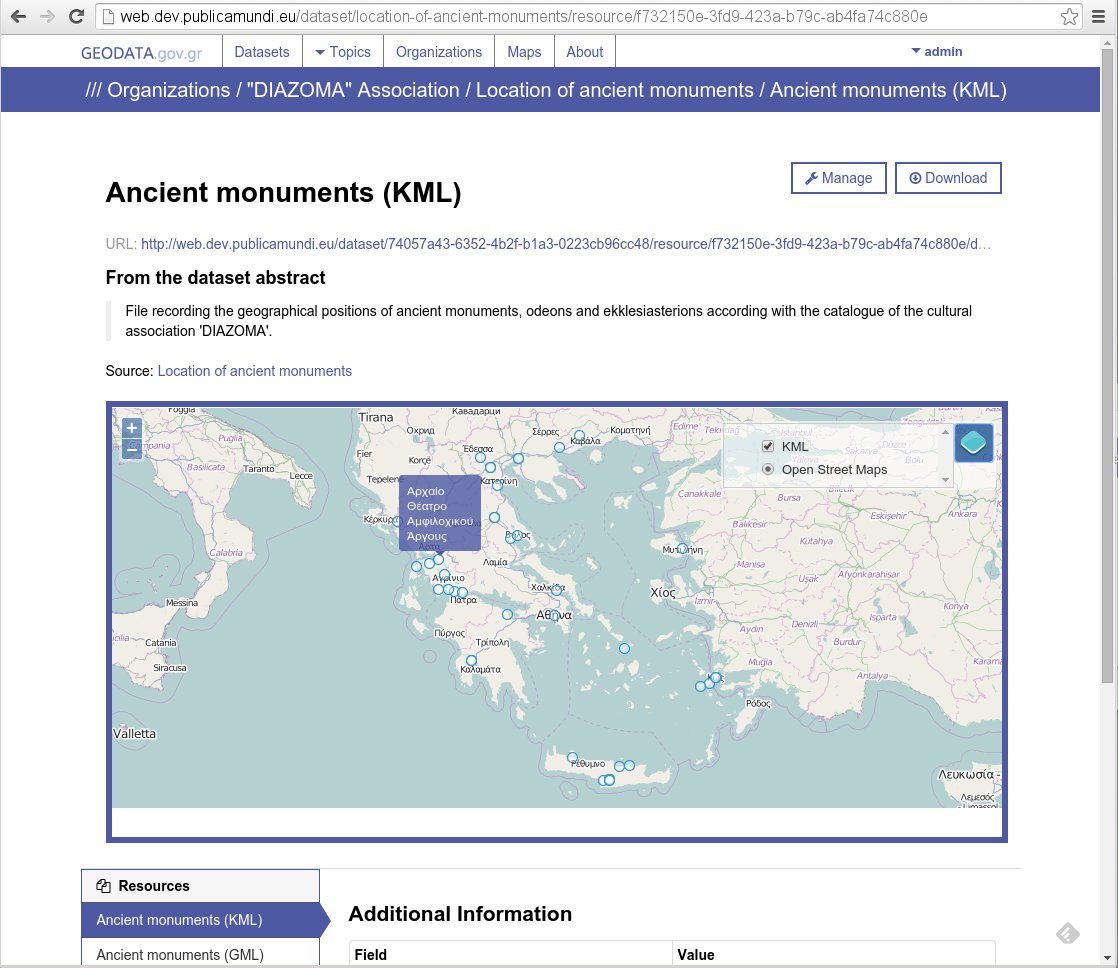 web.dev.publicamundi.eu/dataset/location-of-ancient-monuments/resource/f732150e-3fd9-423a-b79c-ab4fa74c880e
GEODATA.gov.gr Datasets Topics Organizations Maps About admin
/// Organizations / "DIAZOMA" Association / Location of ancient monuments / Ancient monuments (KML)
Manage Download
Ancient monuments (KML)
URL: http://web.dev.publicamundi.eu/dataset/74057a43-6352-4b2f-b1a3-0223cb96cc48/resource/f732150e-3fd9-423a-b79c-ab4fa74c880e/d…
From the dataset abstract
File recording the geographical positions of ancient monuments, odeons and ekklesiasterions according with the catalogue of the cultural
association 'DIAZOMA'.
Source: Location of ancient monuments
Foggia Tirana Кавадарци
Охрид Σέρρες Καβάλα Κομοτηνή Edirne
+
−
Puglia Fier Korçë Έδεσσα
KML
Open Street Maps
Basilicata Taranto Lecce Tepelenë Κατερίνη
Çanakkale Bursa Bilecik Ankara
Αρχαίο
Θέατρο
Αμφιλοχικού
Άργους
Κέρκυρα Βόλος Balıkesir Eskişehir
Calabria Άρτα Λαμία Μυτιλήνη Kütahya
Αγρίνιο Χαλκίδα Manisa Uşak Afyonkarahisar
Messina Πάτρα Αθήνα Χίος İzmir Konya
Catania Πύργος Τρίπολη Aydın Denizli Isparta
Siracusa Καλαμάτα Muğla Burdur Karaman
Κως Antalya
Ρόδος
Valletta
Ρέθυμνο Λευκωσία -
Λεμεσός
- Limassol
Resources
Ancient monuments (KML)
Ancient monuments (GML)
Additional Information
Field Value